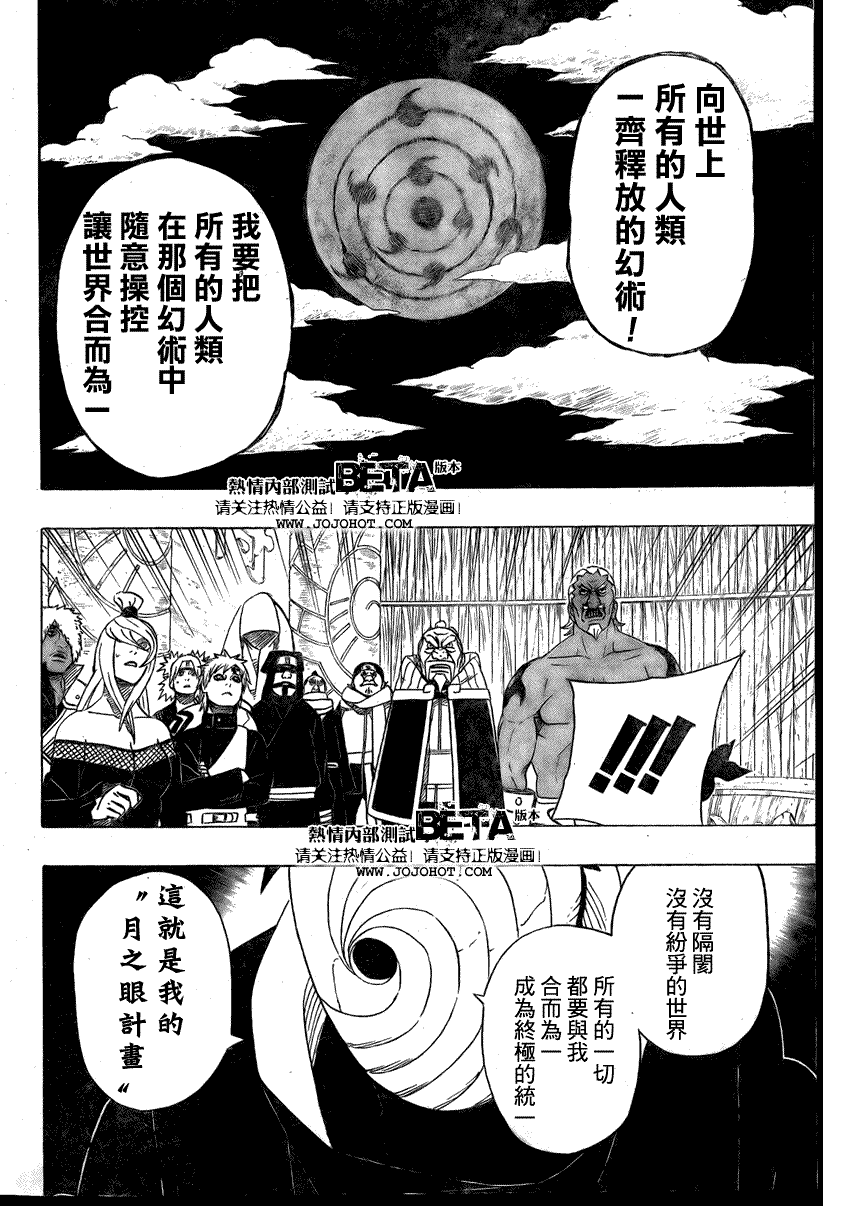 向世上
所有的人類
一齊釋放的幻術!
我要把
所有的人類
在那個幻術中
隨意操控
讓世界合而為一
熱情內部測試BETA版本
请关注热情公益! 请支持正版漫画!
WWW.JOJOHOT.COM
!!!!
熱情內部測試BETA版本
请关注热情公益! 请支持正版漫画!
WWW.JOJOHOT.COM
沒有隔閡
沒有紛爭的世界
所有的一切
都要與我
合而為一
成為終極的統一
這就是我的
〝月之眼計畫〞